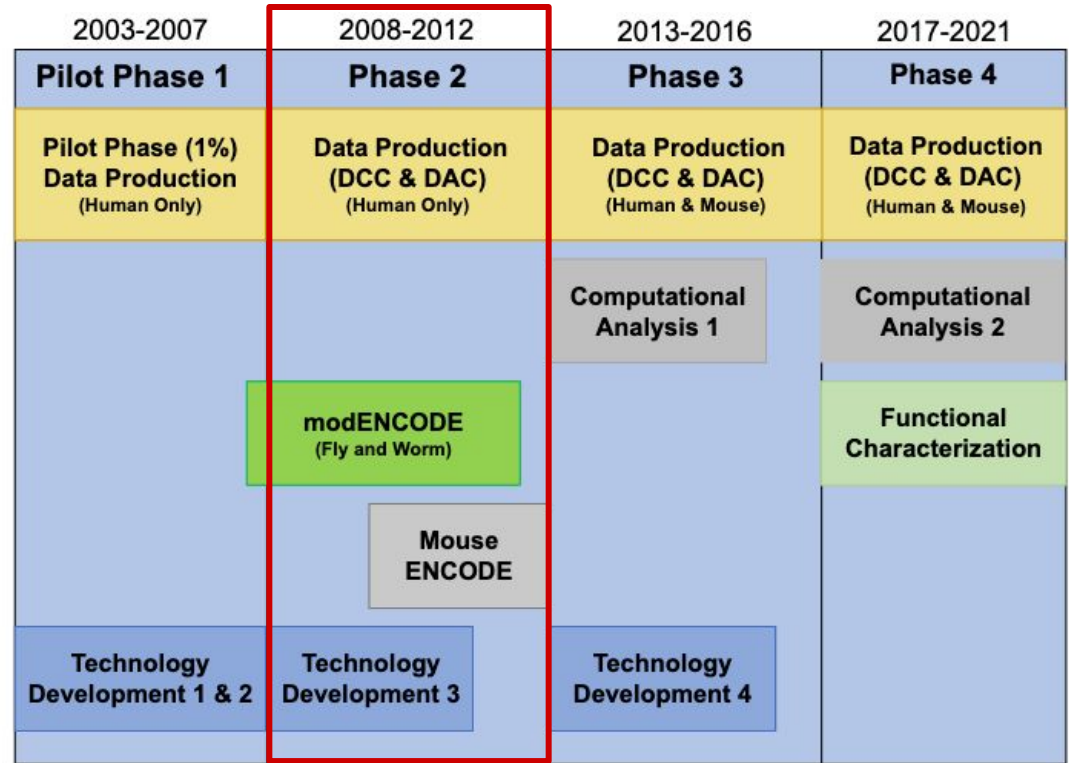 2003-2007 2008-2012 2013-2016 2017-2021
Pilot Phase 1 Phase 2 Phase 3 Phase 4
Pilot Phase (1%)
Data Production
(Human Only)
Data Production
(DCC & DAC)
(Human Only)
Data Production
(DCC & DAC)
(Human & Mouse)
Data Production
(DCC & DAC)
(Human & Mouse)
Computational
Analysis 1
Computational
Analysis 2
modENCODE
(Fly and Worm)
Functional
Characterization
Mouse
ENCODE
Technology
Development 1 & 2
Technology
Development 3
Technology
Development 4